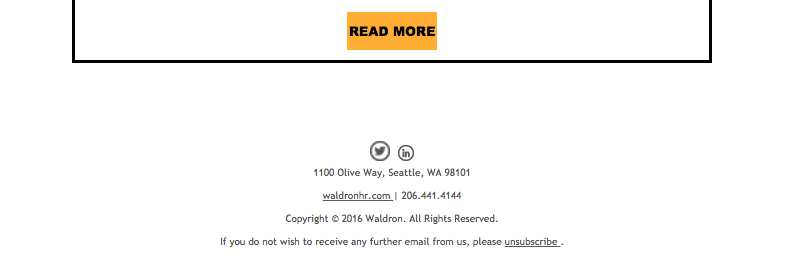 READ MORE
1100 Olive Way, Seattle, WA 98101
waldronhr.com | 206.441.4144
Copyright © 2016 Waldron. All Rights Reserved.
If you do not wish to receive any further email from us, please unsubscribe .